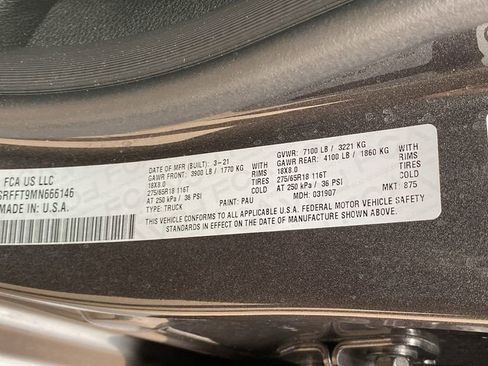 FCA US LLC
SRFFT9MN666146
MADE IN: U.S.A.
DATE OF MFR (BUILT): 3-21
GAWR FRONT: 3900 LB / 1770 KG WITH
18X8.0 RIMS
275/65R18 116T TIRES
AT 250 kPa / 36 PSI
TYPE: TRUCK PAINT: PAU
GVWR: 7100 LB / 3221 KG
GAWR REAR: 4100 LB / 1860 KG WITH
18X8.0 RIMS
275/65R18 116T TIRES
AT 250 kPa / 36 PSI
MDH: 031907 MKT: 875
THIS VEHICLE CONFORMS TO ALL APPLICABLE U.S.A. FEDERAL MOTOR VEHICLE SAFETY
STANDARDS IN EFFECT ON THE DATE OF MANUFACTURE SHOWN ABOVE.